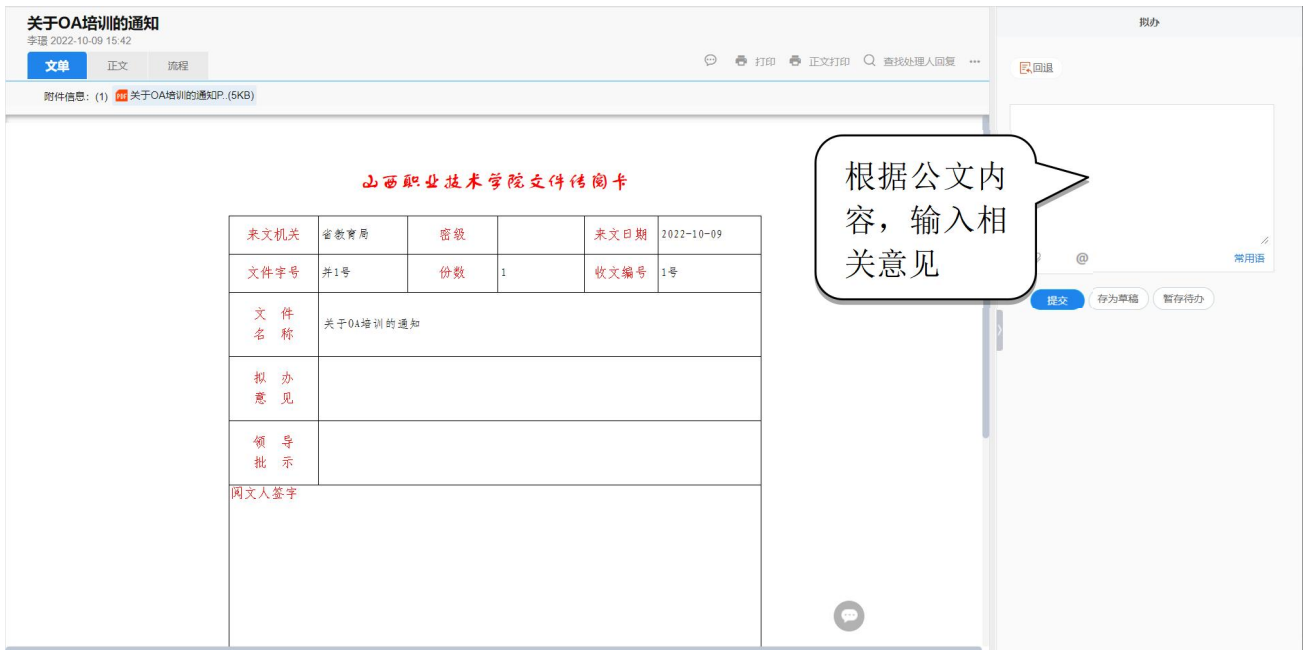 关于OA培训的通知
李璟 2022-10-09 15:42
文单 正文 流程
打印 正文打印 查找处理人回复 ...
附件信息: (1) 关于OA培训的通知P..(5KB)
山西职业技术学院文件传阅卡
来文机关 省教育局 密级 来文日期 2022-10-09
文件字号 并1号 份数 1 收文编号 1号
文 件
名 称
关于OA培训的通知
拟 办
意 见
领 导
批 示
阅文人签字
拟办
回退
根据公文内
容，输入相
关意见
@ 常用语
提交 存为草稿 暂存待办